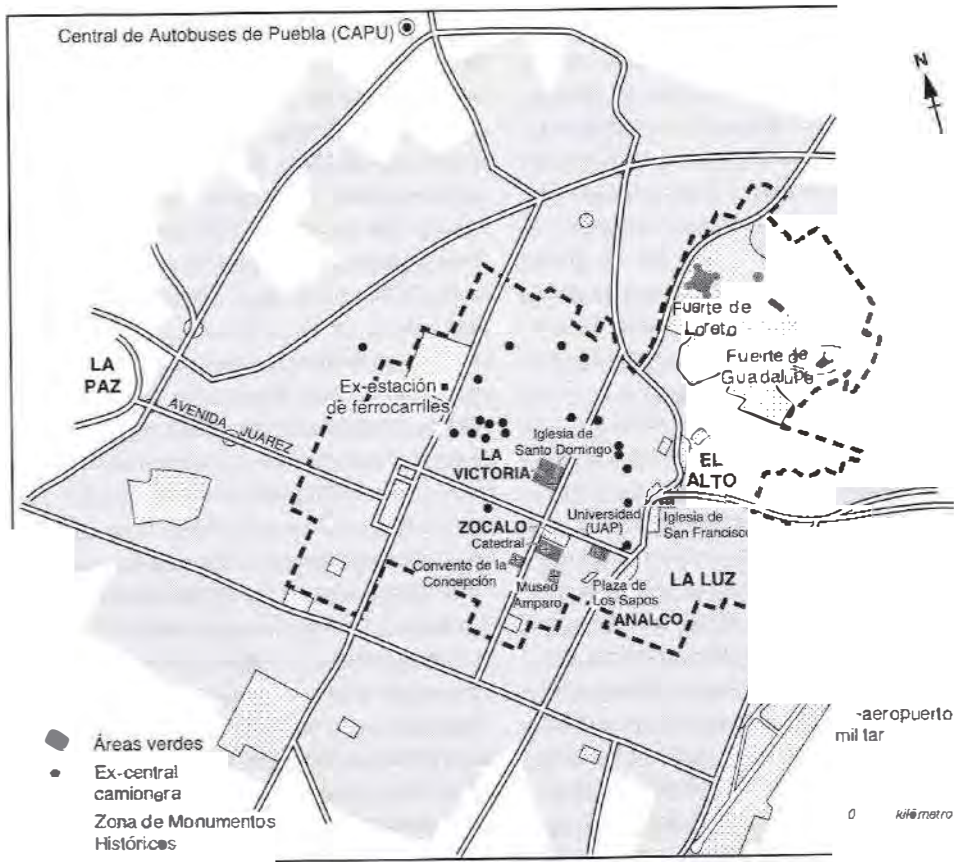 Central de Autobuses de Puebla (CAPU)
N
Fuerte de
Loreto
Fuerte de
LA
PAZ
Ex-estación
de ferrocarriles
AVENIDA JUAREZ
Iglesia de
Santo Domingo
LA
VICTORIA
EL
ALTO
ZOCALO
Catedral
Universidad
(UAP)
Iglesia de
San Francisco
Convento de la
Concepción
Museo
Amparo
Plaza de
Los Sapos
LA LUZ
ANALCO
-aeropuerto
Áreas verdes
Ex-central
camionera
Zona de Monumentos
Históricos
0 kilómetro